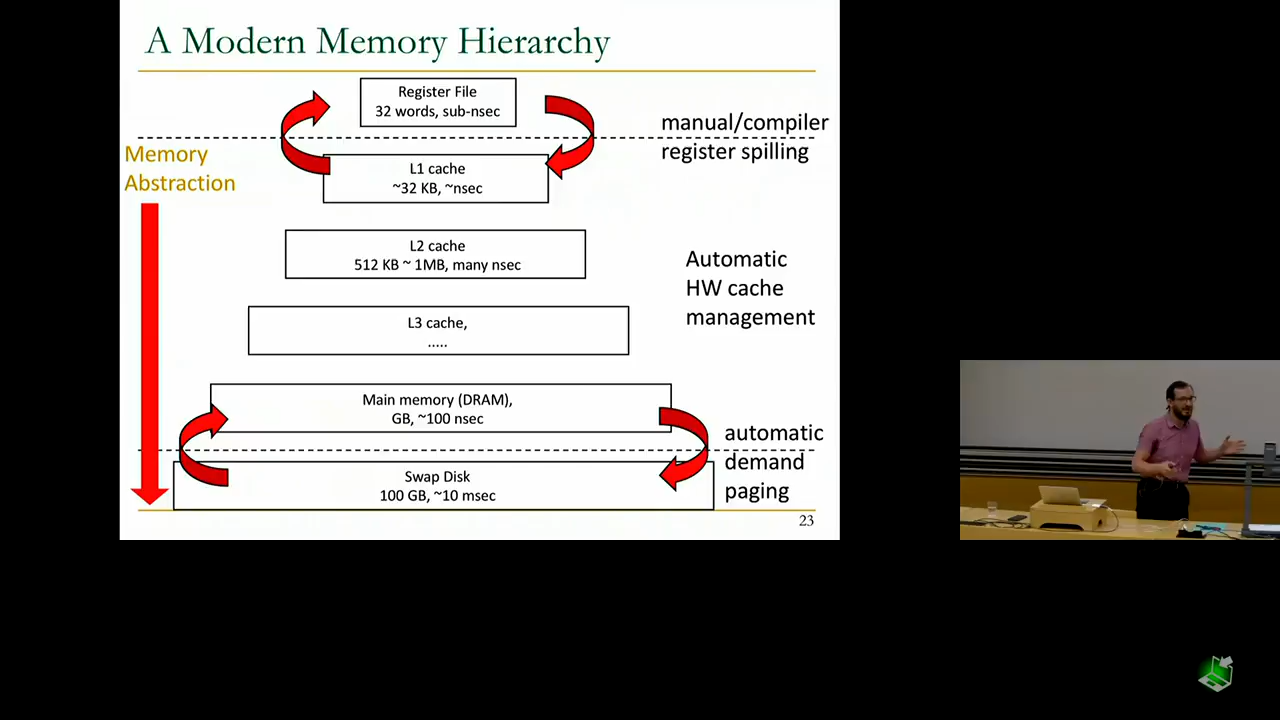 A Modern Memory Hierarchy
Register File
32 words, sub-nsec
manual/compiler
register spilling
Memory
Abstraction
L1 cache
~32 KB, ~nsec
L2 cache
512 KB ~ 1MB, many nsec
Automatic
HW cache
management
L3 cache,
.....
Main memory (DRAM),
GB, ~100 nsec
automatic
demand
paging
Swap Disk
100 GB, ~10 msec
23